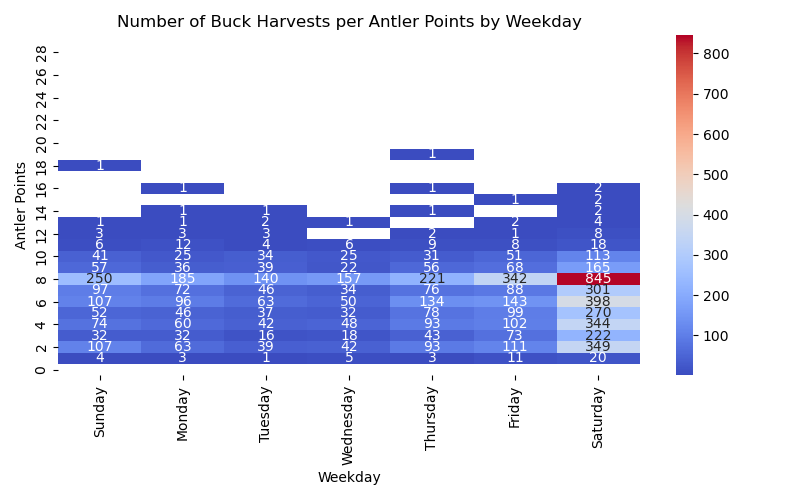 Number of Buck Harvests per Antler Points by Weekday
Antler Points
28
26
24
22
20
1
18 1
16 1 1 2
1 2
14 1 1 1 2
1 1 2 1 2 4
12 3 3 3 2 1 8
6 12 4 6 9 8 18
10 41 25 34 25 31 51 113
57 36 39 22 56 68 165
8 250 185 140 157 221 342 845
97 72 46 34 76 88 301
6 107 96 63 50 134 143 398
52 46 37 32 78 99 270
4 74 60 42 48 93 102 344
32 32 16 18 43 73 222
2 107 63 39 42 93 111 349
4 3 1 5 3 11 20
0
Sunday Monday Tuesday Wednesday Thursday Friday Saturday
Weekday
800
700
600
500
400
300
200
100